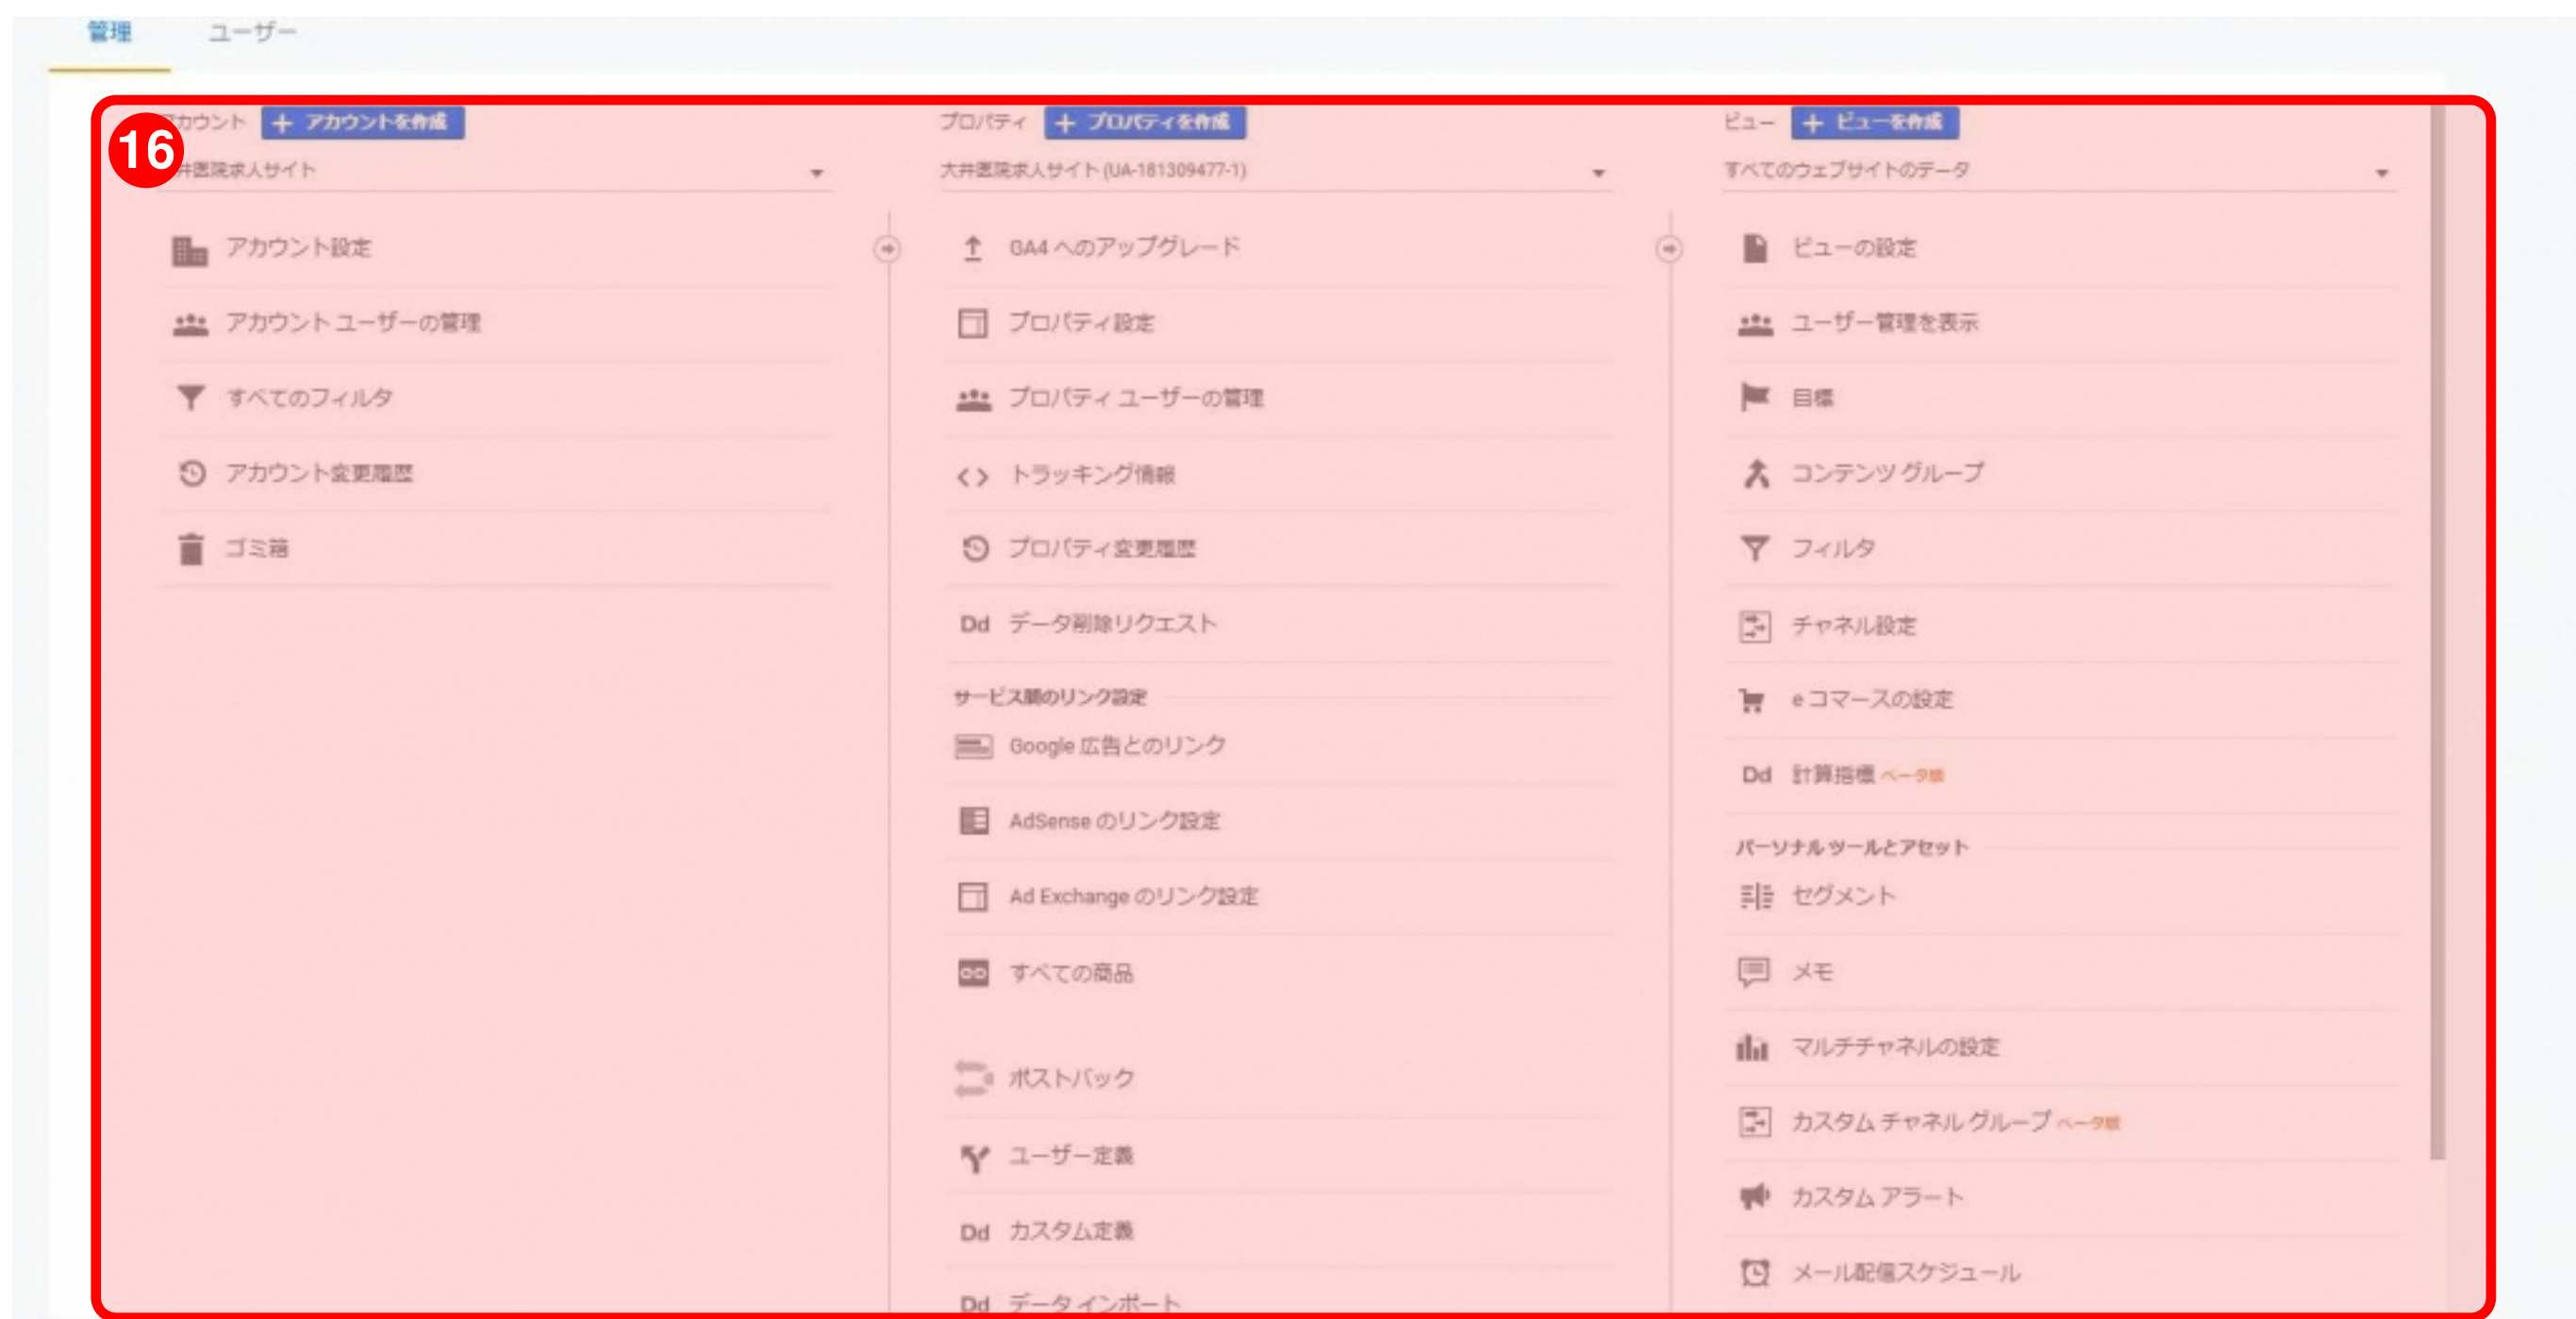 管理
ユーザー
16
カウント
+ アカウントを作成
井医院求人サイト
アカウント設定
アカウント ユーザーの管理
すべてのフィルタ
アカウント変更履歴
ゴミ箱
プロパティ
+ プロパティを作成
大井医院求人サイト (UA-181309477-1)
GA4 へのアップグレード
プロパティ設定
プロパティ ユーザーの管理
<> トラッキング情報
プロパティ変更履歴
Dd データ削除リクエスト
サービス間のリンク設定
Google 広告とのリンク
AdSense のリンク設定
Ad Exchange のリンク設定
すべての商品
ポストバック
ユーザー定義
Dd カスタム定義
Dd データ インポート
ビュー
+ ビューを作成
すべてのウェブサイトのデータ
ビューの設定
ユーザー管理を表示
目標
コンテンツ グループ
フィルタ
チャネル設定
e コマースの設定
Dd 計算指標 ベータ版
パーソナル ツールとアセット
セグメント
メモ
マルチチャネルの設定
カスタム チャネル グループ ベータ版
カスタム アラート
メール配信スケジュール